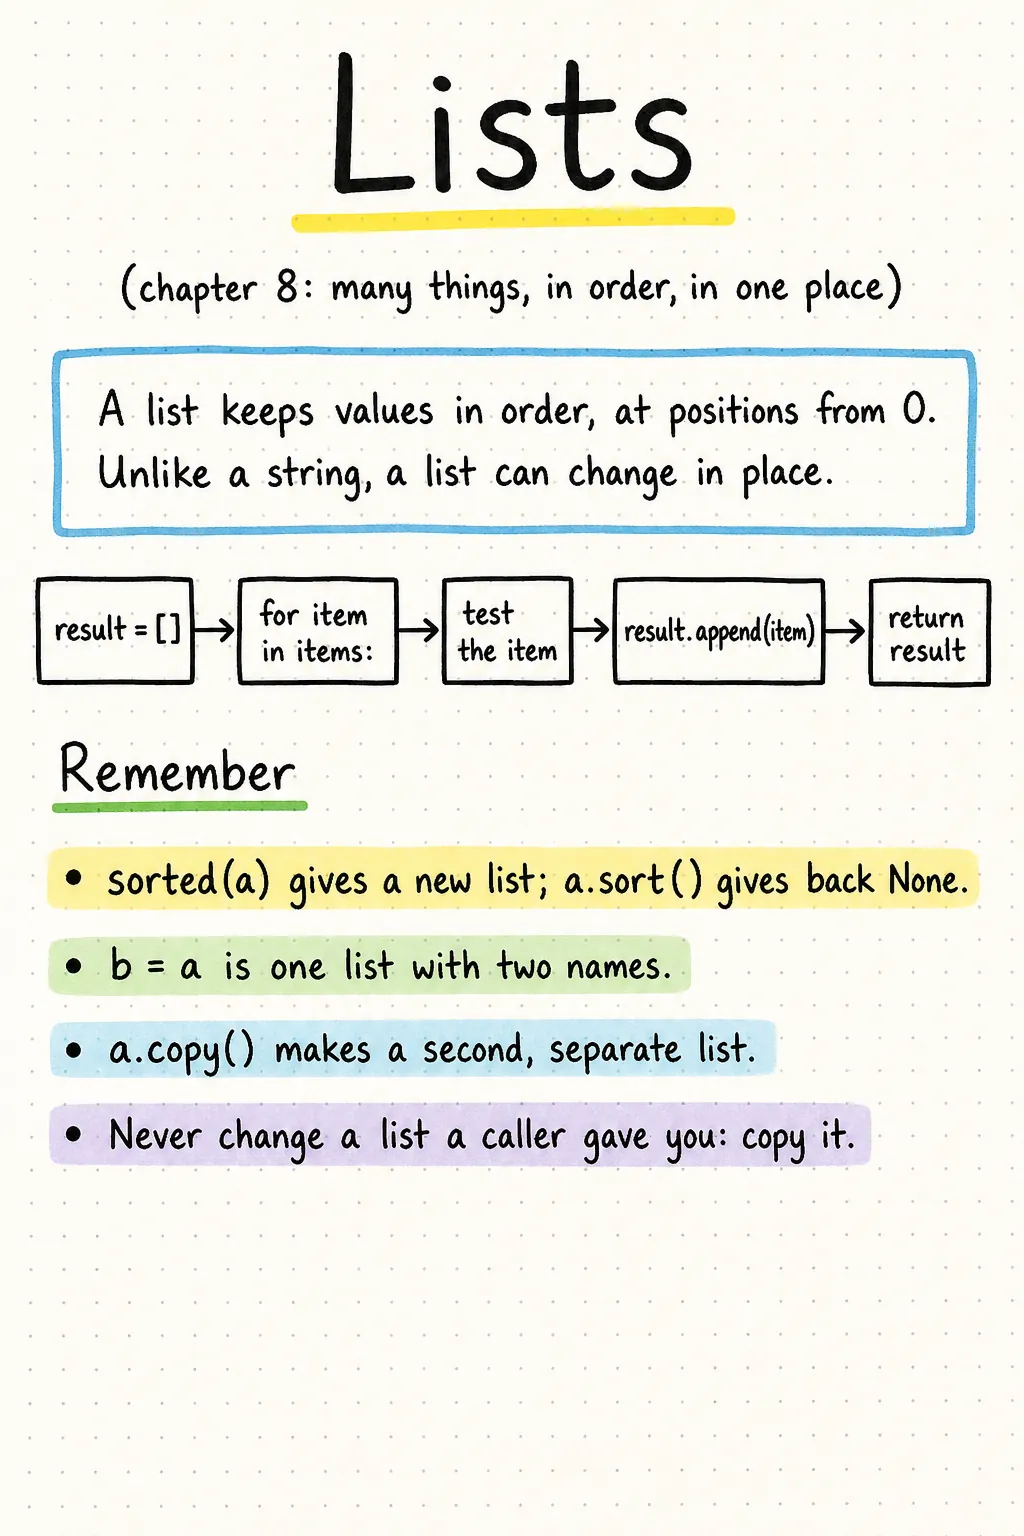 Lists
(chapter 8: many things, in order, in one place)
A list keeps values in order, at positions from 0.
Unlike a string, a list can change in place.
result = []
for item
in items:
test
the item
result.append(item)
return
result
Remember
• sorted(a) gives a new list; a.sort() gives back None.
• b = a is one list with two names.
• a.copy() makes a second, separate list.
• Never change a list a caller gave you: copy it.